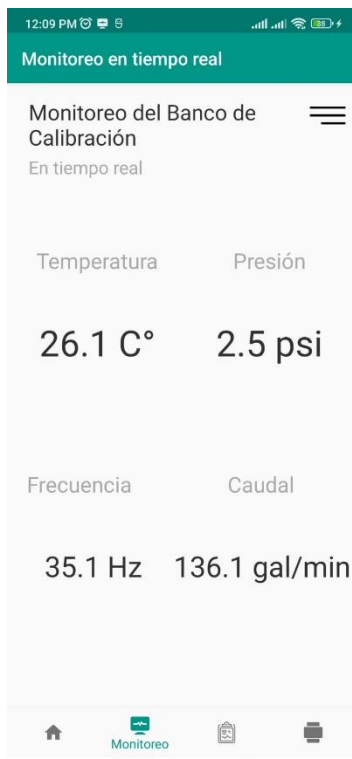 12:09 PM
Monitoreo en tiempo real
Monitoreo del Banco de
Calibración
En tiempo real
Temperatura Presión
26.1 C° 2.5 psi
Frecuencia Caudal
35.1 Hz 136.1 gal/min
Monitoreo